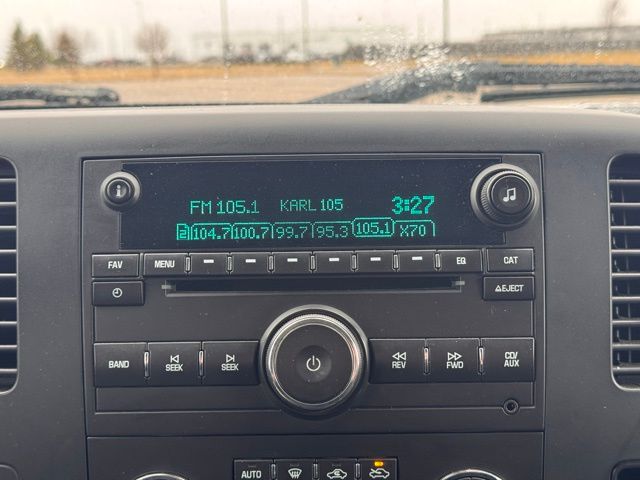 FM 105.1 KARL 105 3:27
2 104.7 100.7 99.7 95.3 105.1 X70
FAV MENU EQ CAT
EJECT
BAND SEEK SEEK REV FWD CD/AUX
AUTO